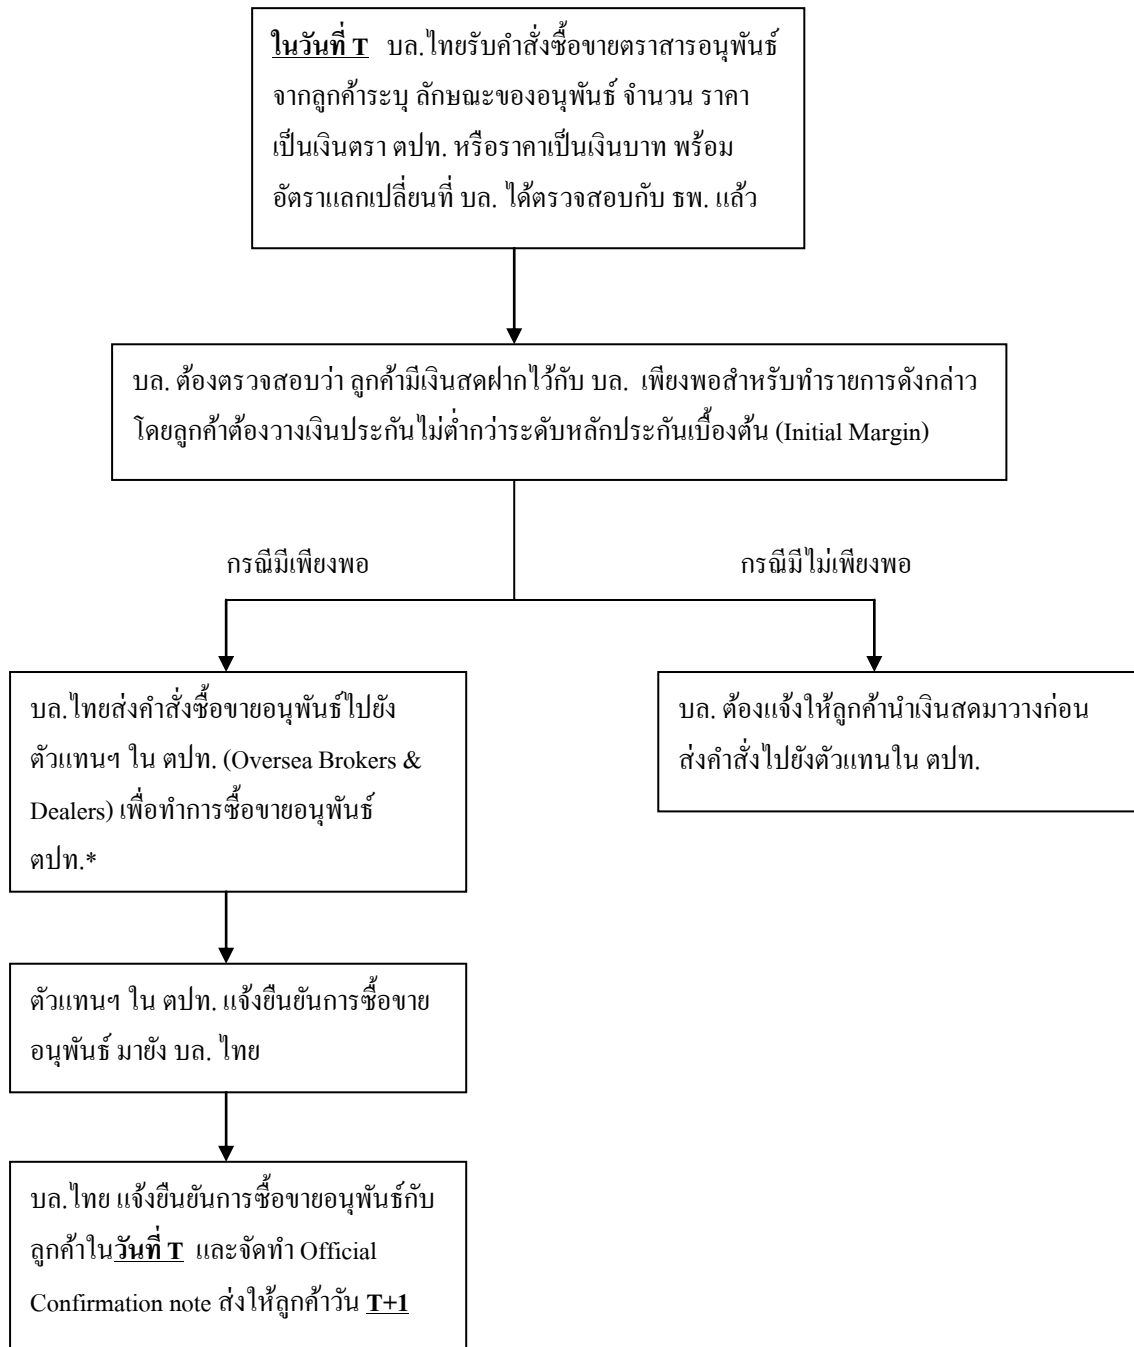 ในวันที่ T บล.ไทยรับคำสั่งซื้อขายตราสารอนุพันธ์
จากลูกค้าระบุ ลักษณะของอนุพันธ์ จำนวน ราคา
เป็นเงินตรา ตปท. หรือราคาเป็นเงินบาท พร้อม
อัตราแลกเปลี่ยนที่ บล. ได้ตรวจสอบกับ ธพ. แล้ว
บล. ต้องตรวจสอบว่า ลูกค้ามีเงินสดฝากไว้กับ บล. เพียงพอสำหรับทำรายการดังกล่าว
โดยลูกค้าต้องวางเงินประกันไม่ต่ำกว่าระดับหลักประกันเบื้องต้น (Initial Margin)
กรณีมีเพียงพอ
กรณีมีไม่เพียงพอ
บล.ไทยส่งคำสั่งซื้อขายอนุพันธ์ไปยัง
ตัวแทนฯ ใน ตปท. (Oversea Brokers &
Dealers) เพื่อทำการซื้อขายอนุพันธ์
ตปท.*
บล. ต้องแจ้งให้ลูกค้านำเงินสดมาวางก่อน
ส่งคำสั่งไปยังตัวแทนใน ตปท.
ตัวแทนฯ ใน ตปท. แจ้งยืนยันการซื้อขาย
อนุพันธ์ มายัง บล. ไทย
บล.ไทย แจ้งยืนยันการซื้อขายอนุพันธ์กับ
ลูกค้าในวันที่ T และจัดทำ Official
Confirmation note ส่งให้ลูกค้าวัน T+1